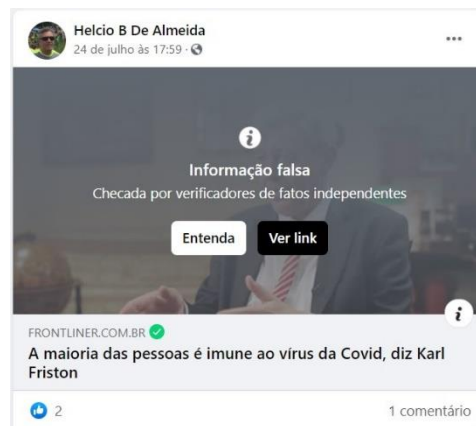 Helcio B De Almeida
24 de julho às 17:59 ·
Informação falsa
Checada por verificadores de fatos independentes
Entenda Ver link
FRONTLINER.COM.BR
A maioria das pessoas é imune ao vírus da Covid, diz Karl
Friston
2 1 comentário